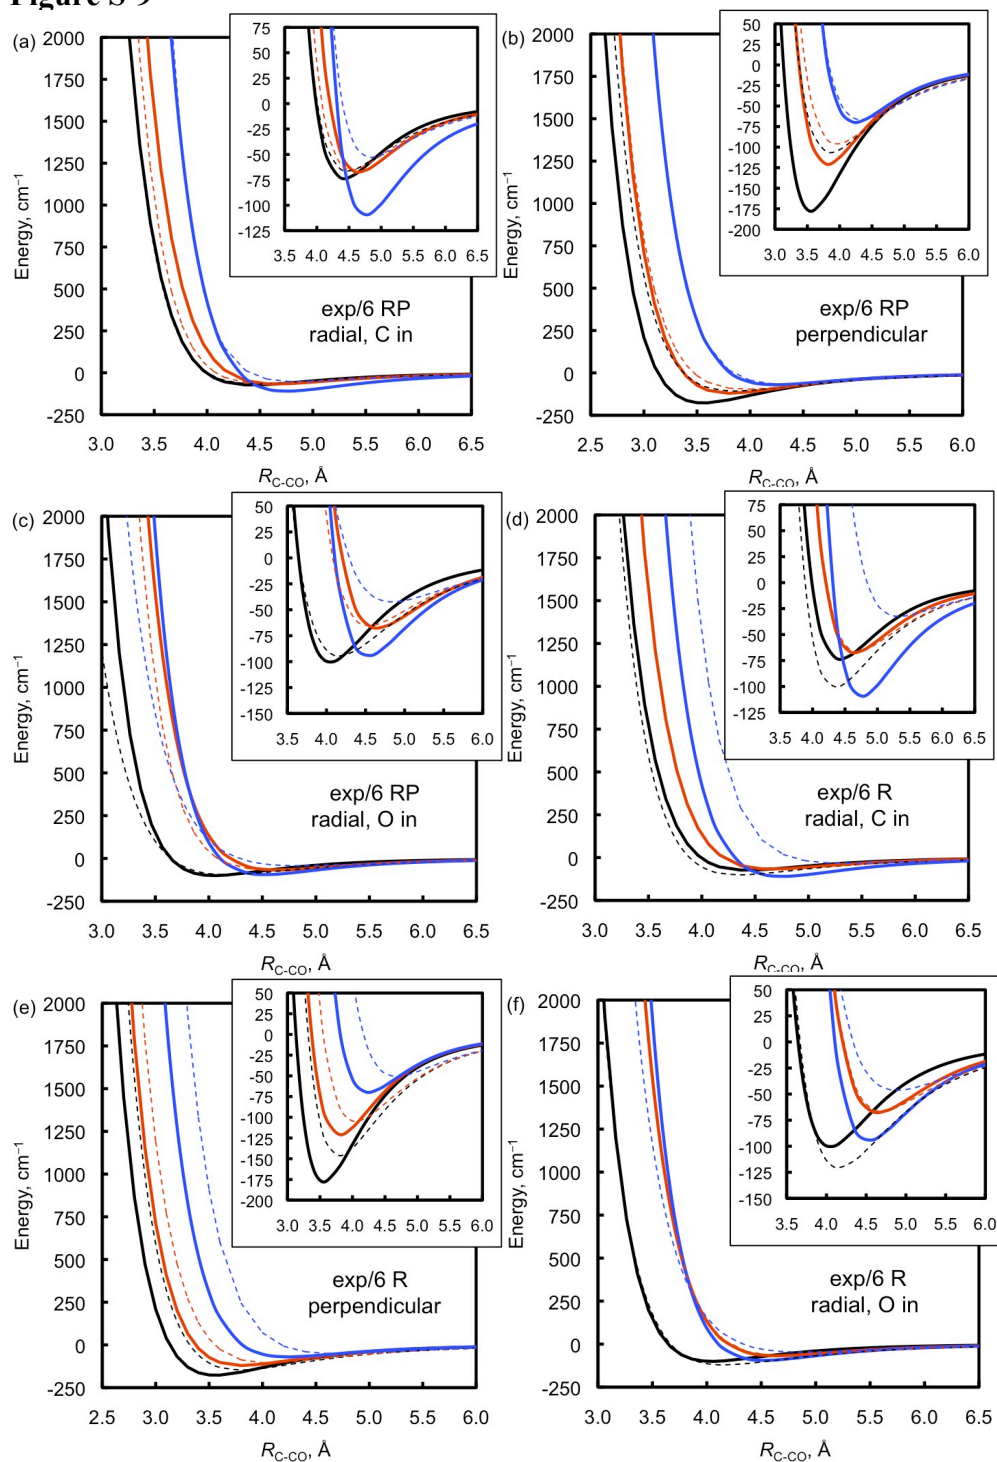 Figure S-9
(a)
2000
1750
1500
1250
1000
750
500
250
0
-250
Energy, cm⁻¹
75
50
25
0
-25
-50
-75
-100
-125
3.5 4.0 4.5 5.0 5.5 6.0 6.5
exp/6 RP
radial, C in
3.0 3.5 4.0 4.5 5.0 5.5 6.0 6.5
R_C-CO, Å
(b)
2000
1750
1500
1250
1000
750
500
250
0
-250
Energy, cm⁻¹
50
25
0
-25
-50
-75
-100
-125
-150
-175
-200
3.0 3.5 4.0 4.5 5.0 5.5 6.0
exp/6 RP
perpendicular
2.5 3.0 3.5 4.0 4.5 5.0 5.5 6.0
R_C-CO, Å
(c)
2000
1750
1500
1250
1000
750
500
250
0
-250
Energy, cm⁻¹
50
25
0
-25
-50
-75
-100
-125
-150
3.5 4.0 4.5 5.0 5.5 6.0
exp/6 RP
radial, O in
3.0 3.5 4.0 4.5 5.0 5.5 6.0 6.5
R_C-CO, Å
(d)
2000
1750
1500
1250
1000
750
500
250
0
-250
Energy, cm⁻¹
75
50
25
0
-25
-50
-75
-100
-125
3.5 4.0 4.5 5.0 5.5 6.0 6.5
exp/6 R
radial, C in
3.0 3.5 4.0 4.5 5.0 5.5 6.0 6.5
R_C-CO, Å
(e)
2000
1750
1500
1250
1000
750
500
250
0
-250
Energy, cm⁻¹
50
25
0
-25
-50
-75
-100
-125
-150
-175
-200
3.0 3.5 4.0 4.5 5.0 5.5 6.0
exp/6 R
perpendicular
2.5 3.0 3.5 4.0 4.5 5.0 5.5 6.0
R_C-CO, Å
(f)
2000
1750
1500
1250
1000
750
500
250
0
-250
Energy, cm⁻¹
50
25
0
-25
-50
-75
-100
-125
-150
3.5 4.0 4.5 5.0 5.5 6.0
exp/6 R
radial, O in
3.0 3.5 4.0 4.5 5.0 5.5 6.0 6.5
R_C-CO, Å